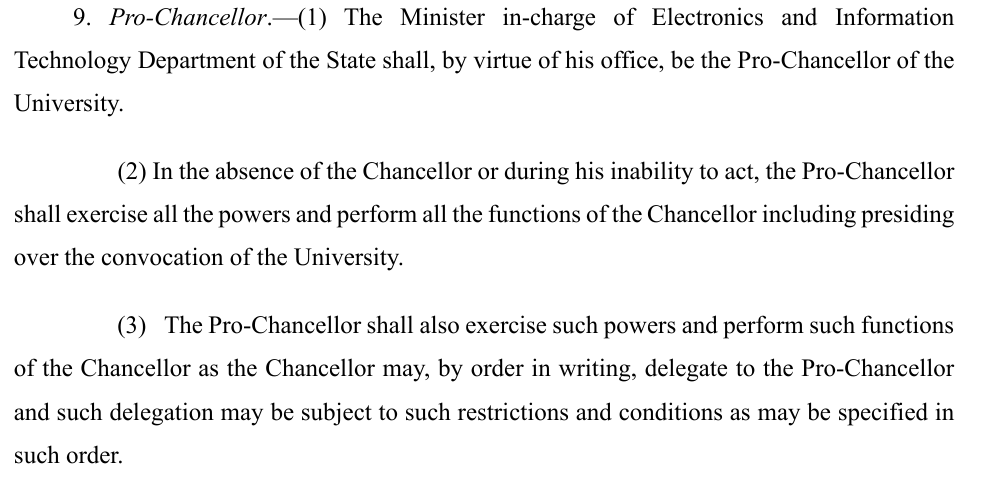 9. Pro-Chancellor.—(1) The Minister in-charge of Electronics and Information
Technology Department of the State shall, by virtue of his office, be the Pro-Chancellor of the
University.
(2) In the absence of the Chancellor or during his inability to act, the Pro-Chancellor
shall exercise all the powers and perform all the functions of the Chancellor including presiding
over the convocation of the University.
(3) The Pro-Chancellor shall also exercise such powers and perform such functions
of the Chancellor as the Chancellor may, by order in writing, delegate to the Pro-Chancellor
and such delegation may be subject to such restrictions and conditions as may be specified in
such order.